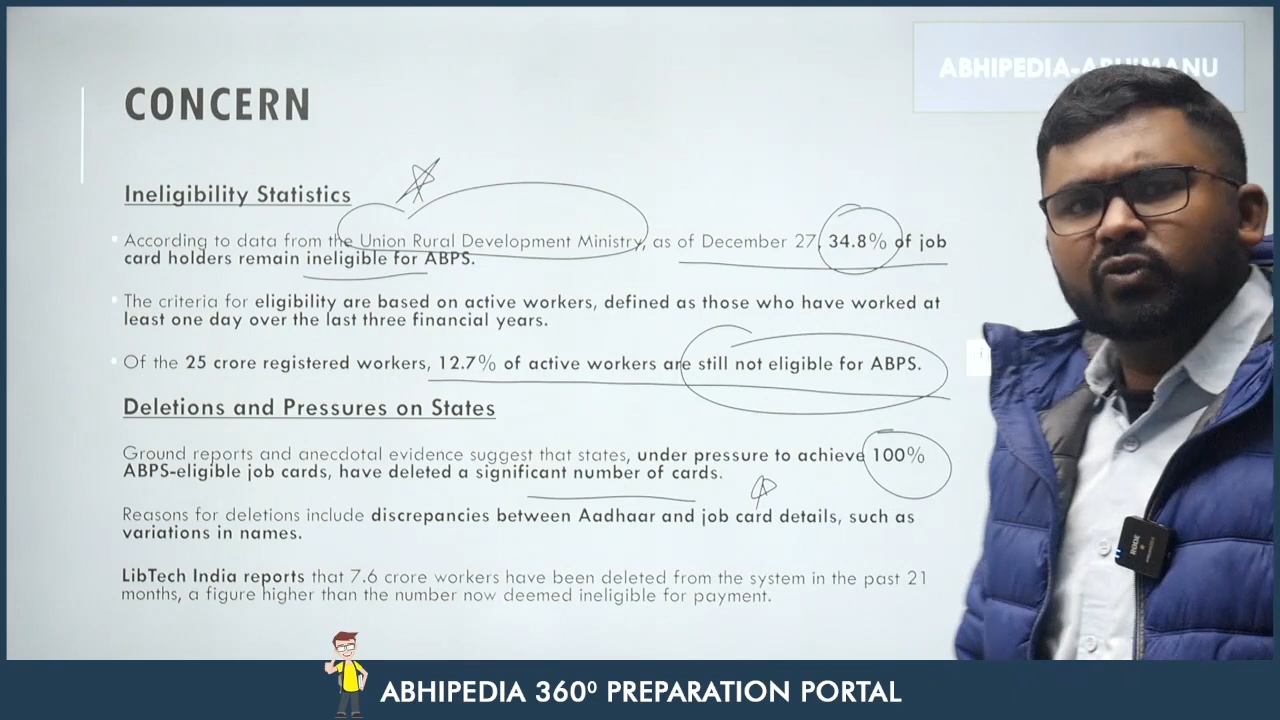 ABHIPEDIA-ABHIMANU
CONCERN
Ineligibility Statistics
According to data from the Union Rural Development Ministry, as of December 27, 34.8% of job
card holders remain ineligible for ABPS.
The criteria for eligibility are based on active workers, defined as those who have worked at
least one day over the last three financial years.
Of the 25 crore registered workers, 12.7% of active workers are still not eligible for ABPS.
Deletions and Pressures on States
Ground reports and anecdotal evidence suggest that states, under pressure to achieve 100%
ABPS-eligible job cards, have deleted a significant number of cards.
Reasons for deletions include discrepancies between Aadhaar and job card details, such as
variations in names.
LibTech India reports that 7.6 crore workers have been deleted from the system in the past 21
months, a figure higher than the number now deemed ineligible for payment.
RODE
ABHIPEDIA 360⁰ PREPARATION PORTAL